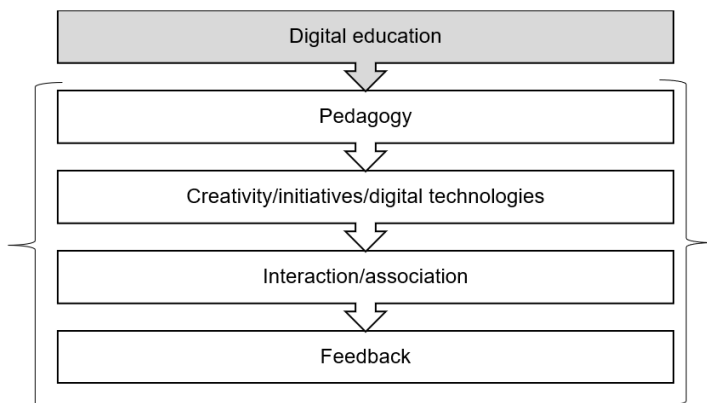 Digital education
Pedagogy
Creativity/initiatives/digital technologies
Interaction/association
Feedback